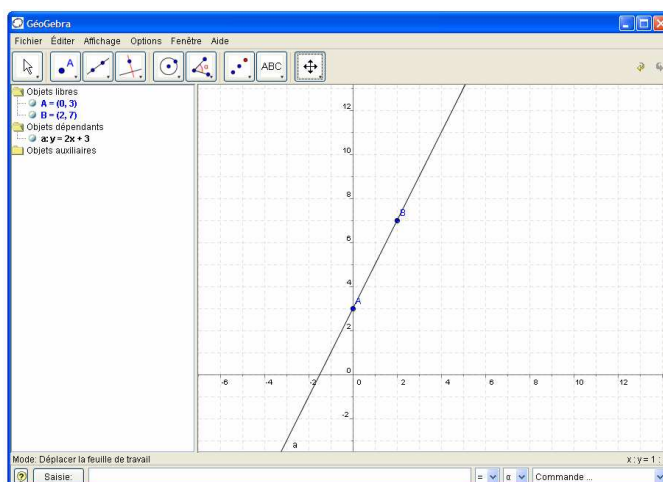 GéoGebra
Fichier Éditer Affichage Options Fenêtre Aide
A
α
ABC
Objets libres
A = (0, 3)
B = (2, 7)
Objets dépendants
a: y = 2x + 3
Objets auxiliaires
12
10
8
B
6
4
A
2
0
-6 -4 -2 0 2 4 6 8 10 12
-2
a
Mode: Déplacer la feuille de travail
x : y = 1 :
? Saisie: = α Commande ...